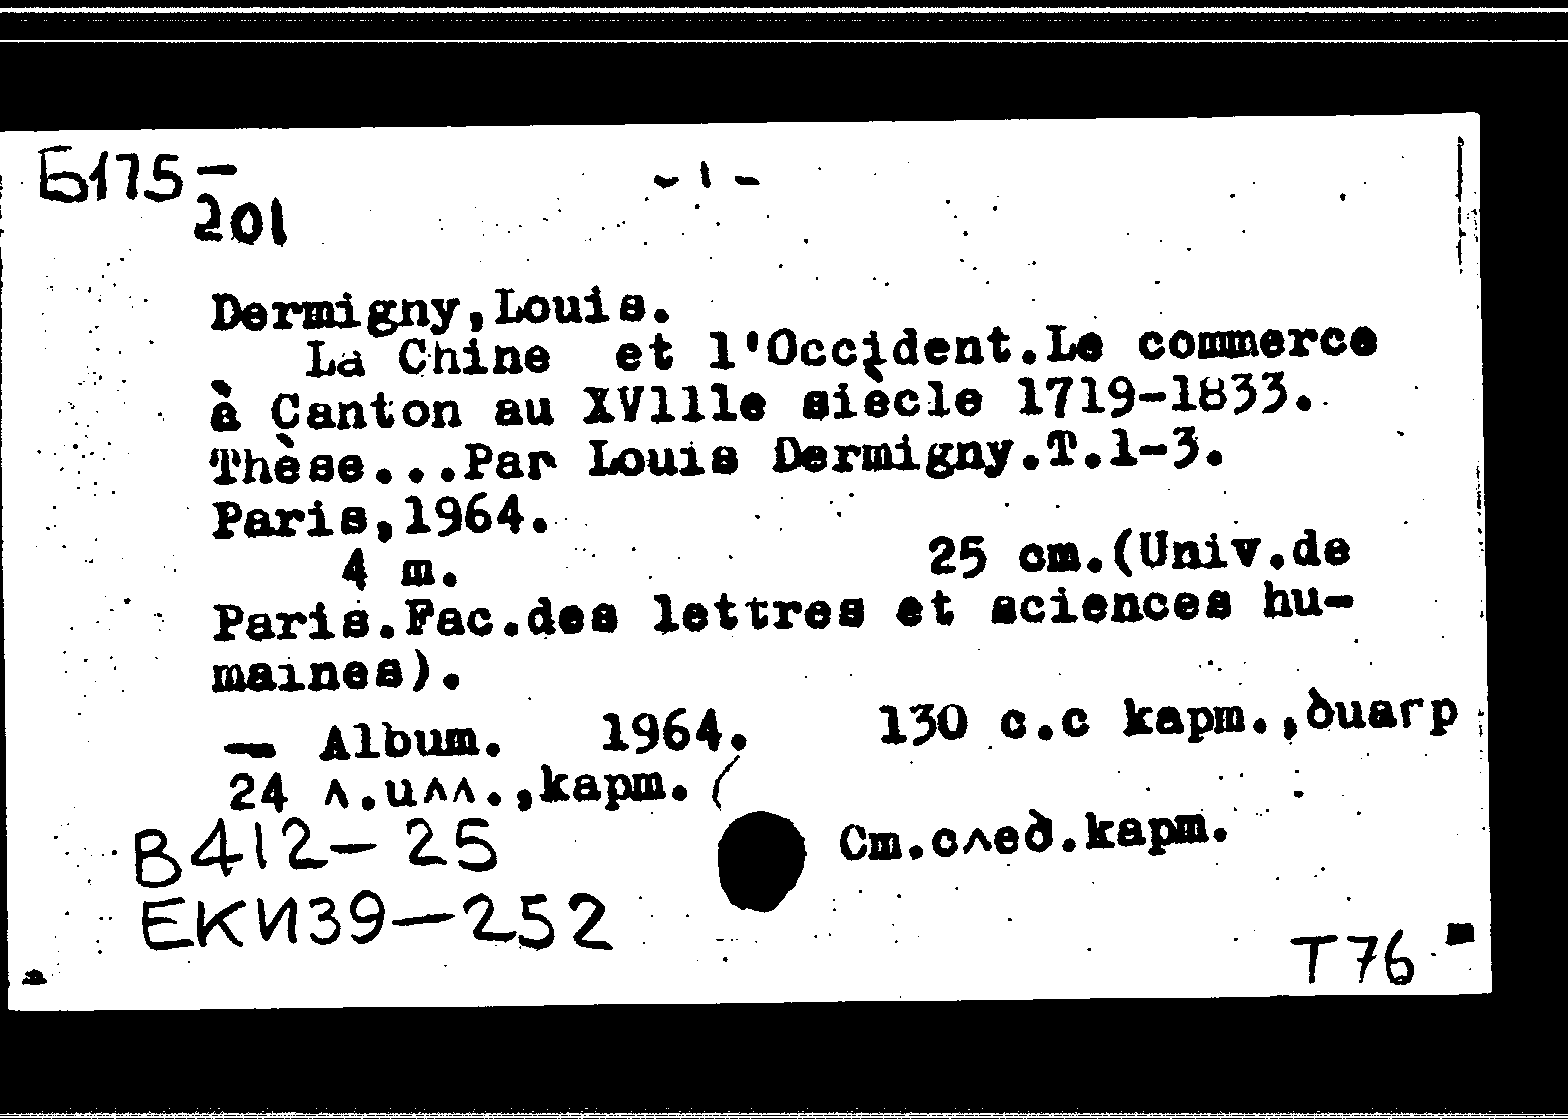 Б175-
201
- 1 -
Dermigny,Louis.
La Chine et l'Occident.Le commerce
à Canton au XVIIIe siècle 1719-1833.
Thèse...Par Louis Dermigny.T.1-3.
Paris,1964.
4 т. 25 cm.(Univ.de
Paris.Fac.des lettres et sciences hu-
maines).
— Album. 1964. 130 с.с карт.,диагр
24 л.илл.,карт.(
См.след.карт.
В412-25
ЕКИ39-252
Т76